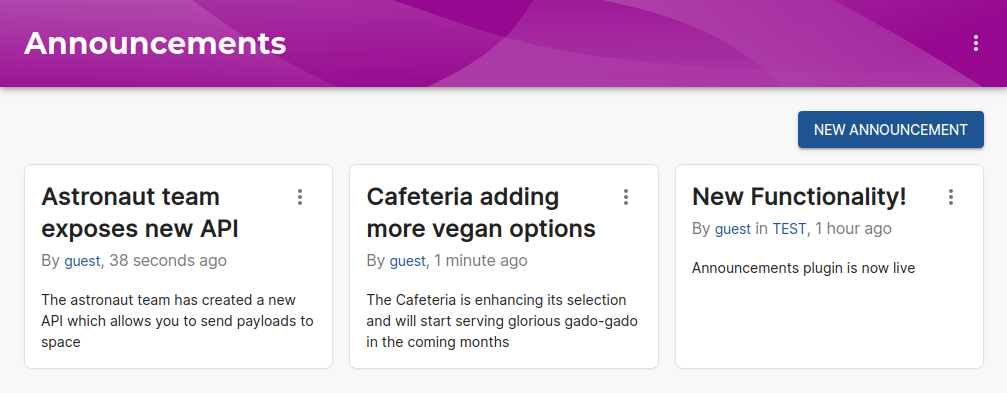 Announcements
NEW ANNOUNCEMENT
Astronaut team
exposes new API
By guest, 38 seconds ago
The astronaut team has created a new
API which allows you to send payloads to
space
Cafeteria adding
more vegan options
By guest, 1 minute ago
The Cafeteria is enhancing its selection
and will start serving glorious gado-gado
in the coming months
New Functionality!
By guest in TEST, 1 hour ago
Announcements plugin is now live